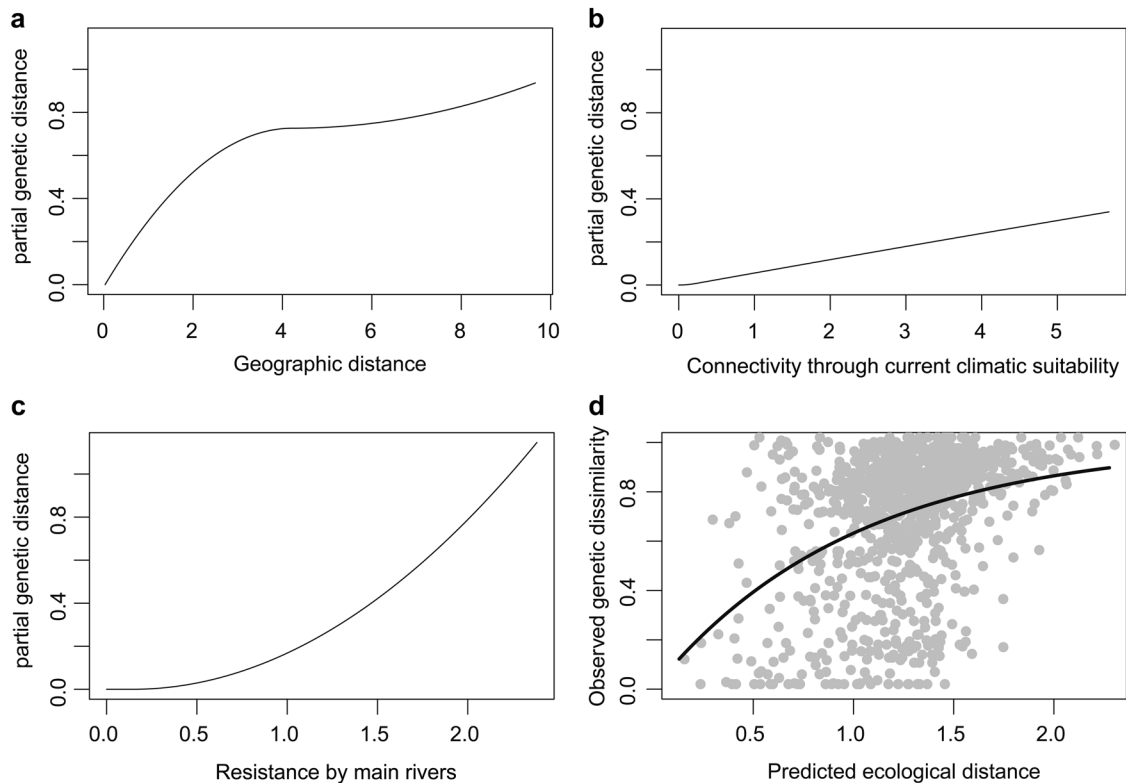 a
partial genetic distance
0.0 0.4 0.8
0 2 4 6 8 10
Geographic distance
b
partial genetic distance
0.0 0.4 0.8
0 1 2 3 4 5
Connectivity through current climatic suitability
c
partial genetic distance
0.0 0.4 0.8
0.0 0.5 1.0 1.5 2.0
Resistance by main rivers
d
Observed genetic dissimilarity
0.0 0.4 0.8
0.5 1.0 1.5 2.0
Predicted ecological distance